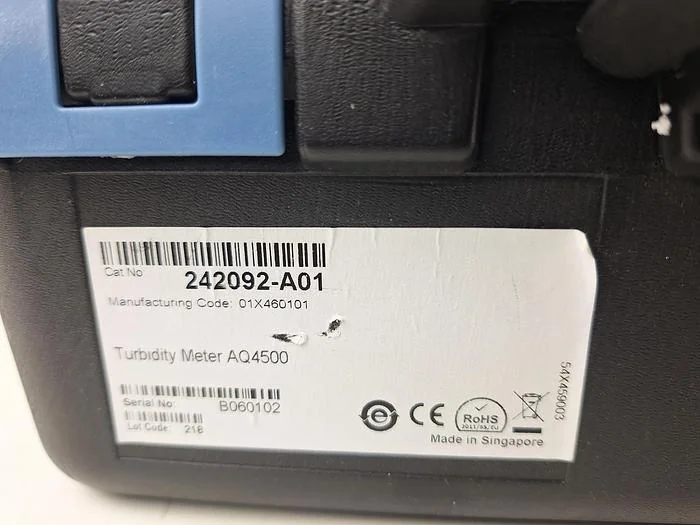 Cat No 242092-A01
Manufacturing Code: 01X460101
Turbidity Meter AQ4500
Serial No: B060102
Lot Code: 21B
e CE RoHS
2011/65/EU
Made in Singapore
54X459003